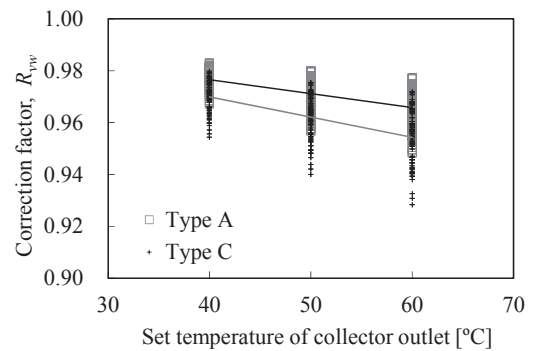 1.00
0.98
0.96
0.94
0.92
0.90
Correction factor, R_vw
Type A
Type C
30 40 50 60 70
Set temperature of collector outlet [ºC]